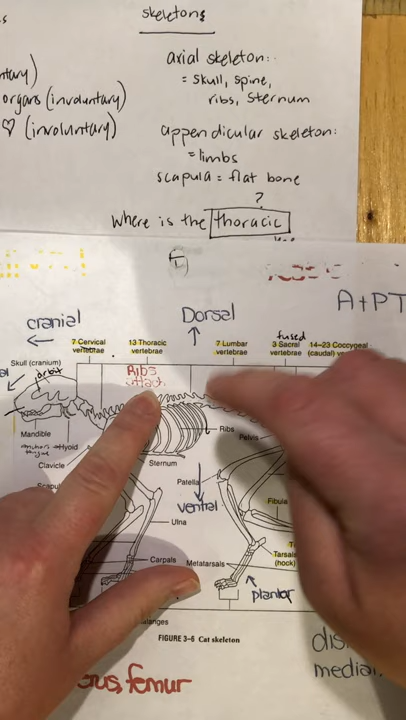 skeletons
axial skeleton:
= skull, spine,
ribs, sternum
organs (involuntary)
♡ (involuntary)
appendicular skeleton:
= limbs
scapula = flat bone
?
where is the thoracic
A+PT
cranial
←
Dorsal
↑
fused
7 Cervical
vertebrae
13 Thoracic
vertebrae
7 Lumbar
vertebrae
3 Sacral
vertebrae
14–23 Coccygeal
(caudal)
Ribs
attach
Skull (cranium)
orbit
Mandible
Hyoid
Clavicle
Ribs
Pelvis
Sternum
Patella
ventral
Ulna
Fibula
Carpals
Metatarsals
Tarsals
(hock)
plantar
FIGURE 3–6 Cat skeleton
femur